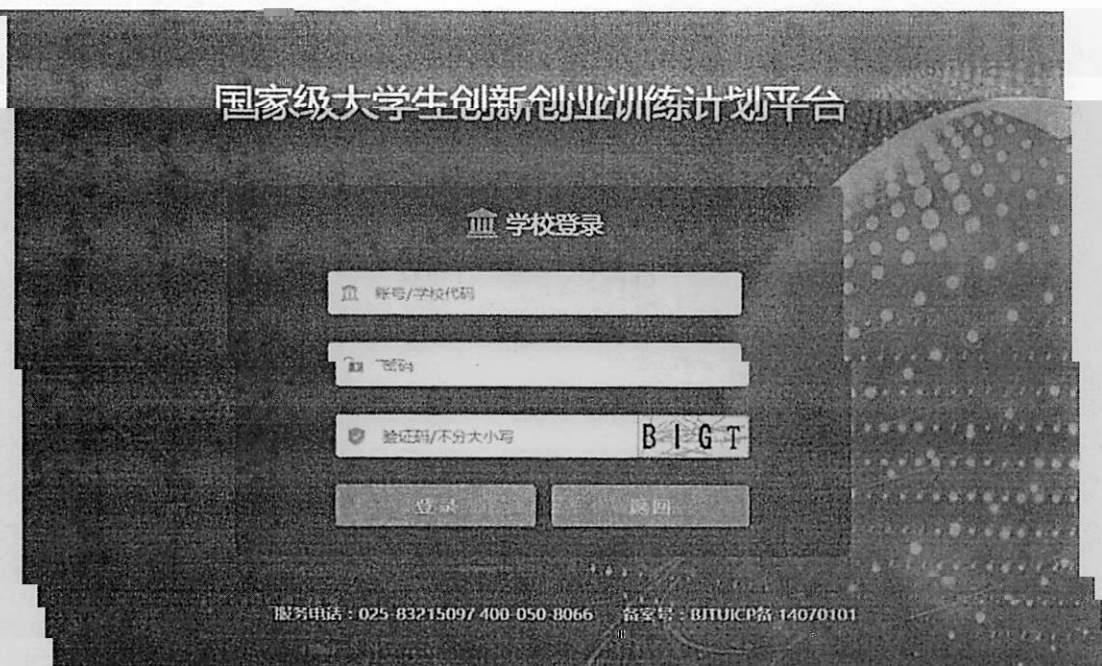 国家级大学生创新创业训练计划平台
学校登录
账号/学校代码
密码
验证码/不分大小写
BIGT
登录
返回
服务电话：025-83215097 400-050-8066 备案号：BJTUICP备 14070101